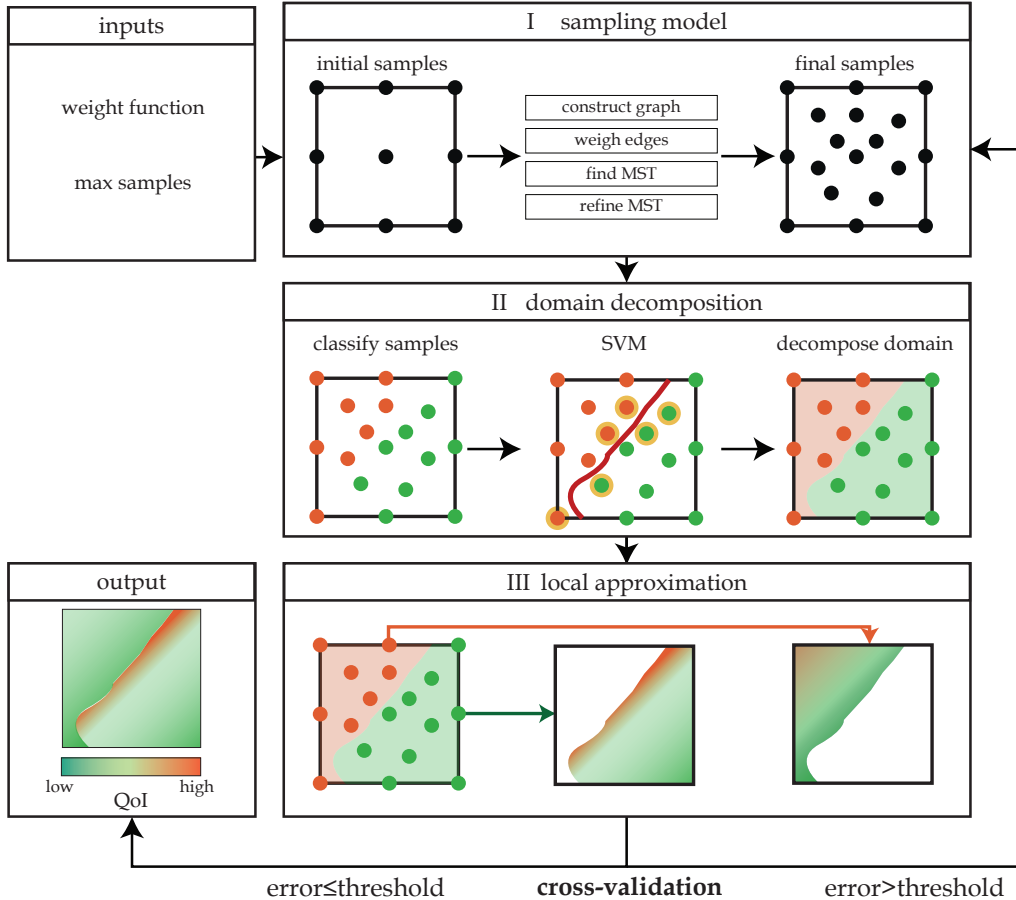 inputs
weight function
max samples
I sampling model
initial samples
construct graph
weigh edges
find MST
refine MST
final samples
II domain decomposition
classify samples
SVM
decompose domain
III local approximation
output
low
high
QoI
error≤threshold
cross-validation
error>threshold